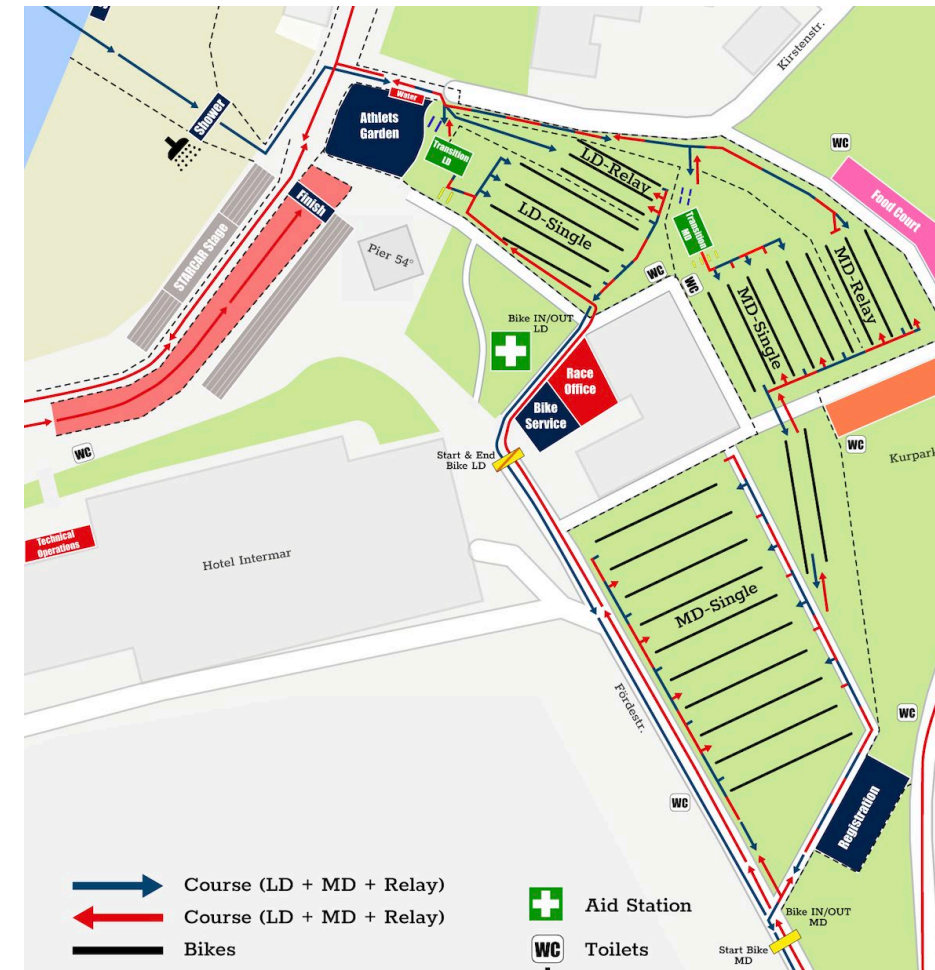 Shower
Kirstenstr.
Water
Athlets
Garden
WC
Transition
LD
LD-Relay
Food Court
Finish
LD-Single
Transition
MD
STARCAR Stage
Pier 54°
WC
WC
MD-Relay
MD-Single
Bike IN/OUT
LD
Race
Office
Bike
Service
WC
WC
Start & End
Bike LD
Kurpark
Technical
Operations
Hotel Intermar
MD-Single
Fördestr.
WC
WC
Registration
Course (LD + MD + Relay)
Aid Station
Course (LD + MD + Relay)
Bike IN/OUT
MD
Bikes
WC
Toilets
Start Bike
MD